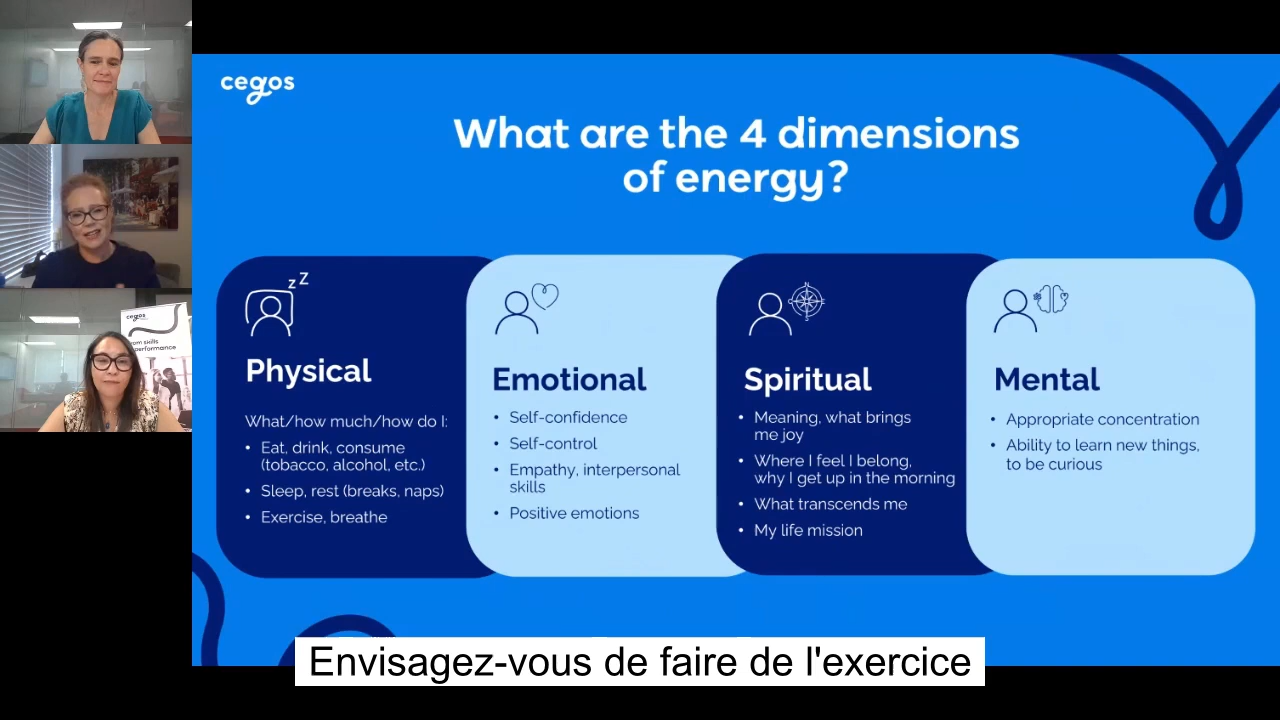 cegos
What are the 4 dimensions
of energy?
z Z
Physical
What/how much/how do I:
• Eat, drink, consume
(tobacco, alcohol, etc.)
• Sleep, rest (breaks, naps)
• Exercise, breathe
Emotional
• Self-confidence
• Self-control
• Empathy, interpersonal
skills
• Positive emotions
Spiritual
• Meaning, what brings
me joy
• Where I feel I belong,
why I get up in the morning
• What transcends me
• My life mission
Mental
• Appropriate concentration
• Ability to learn new things,
to be curious
cegos
skills
performance
Envisagez-vous de faire de l'exercice